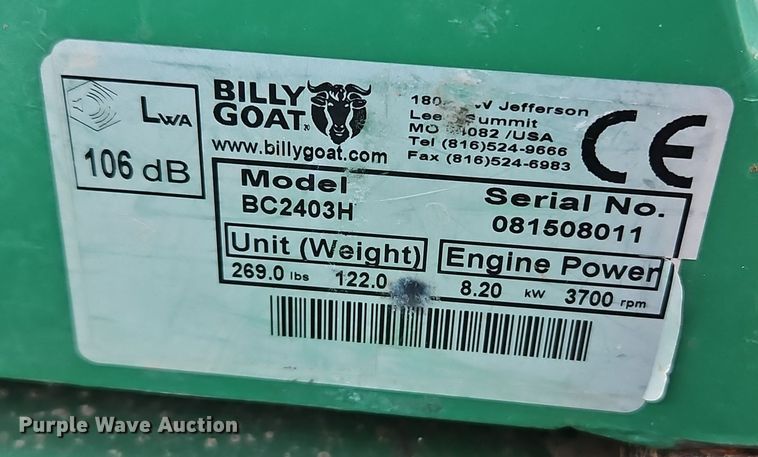 LWA
106 dB
BILLY
GOAT®
www.billygoat.com
Jefferson
Summit
MO /USA
Tel (816)524-9666
Fax (816)524-6983
CE
Model
BC2403H
Serial No.
081508011
Unit (Weight)
269.0 lbs 122.0
Engine Power
8.20 kW 3700 rpm
Purple Wave Auction